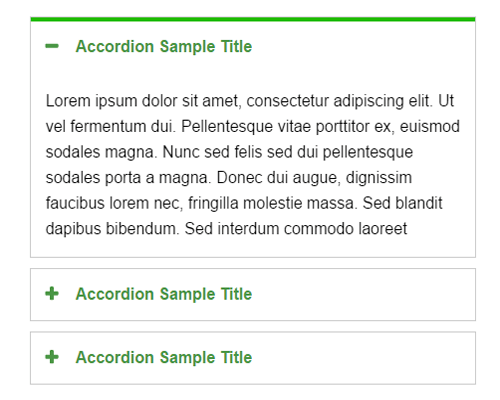 Accordion Sample Title
Lorem ipsum dolor sit amet, consectetur adipiscing elit. Ut
vel fermentum dui. Pellentesque vitae porttitor ex, euismod
sodales magna. Nunc sed felis sed dui pellentesque
sodales porta a magna. Donec dui augue, dignissim
faucibus lorem nec, fringilla molestie massa. Sed blandit
dapibus bibendum. Sed interdum commodo laoreet
Accordion Sample Title
Accordion Sample Title